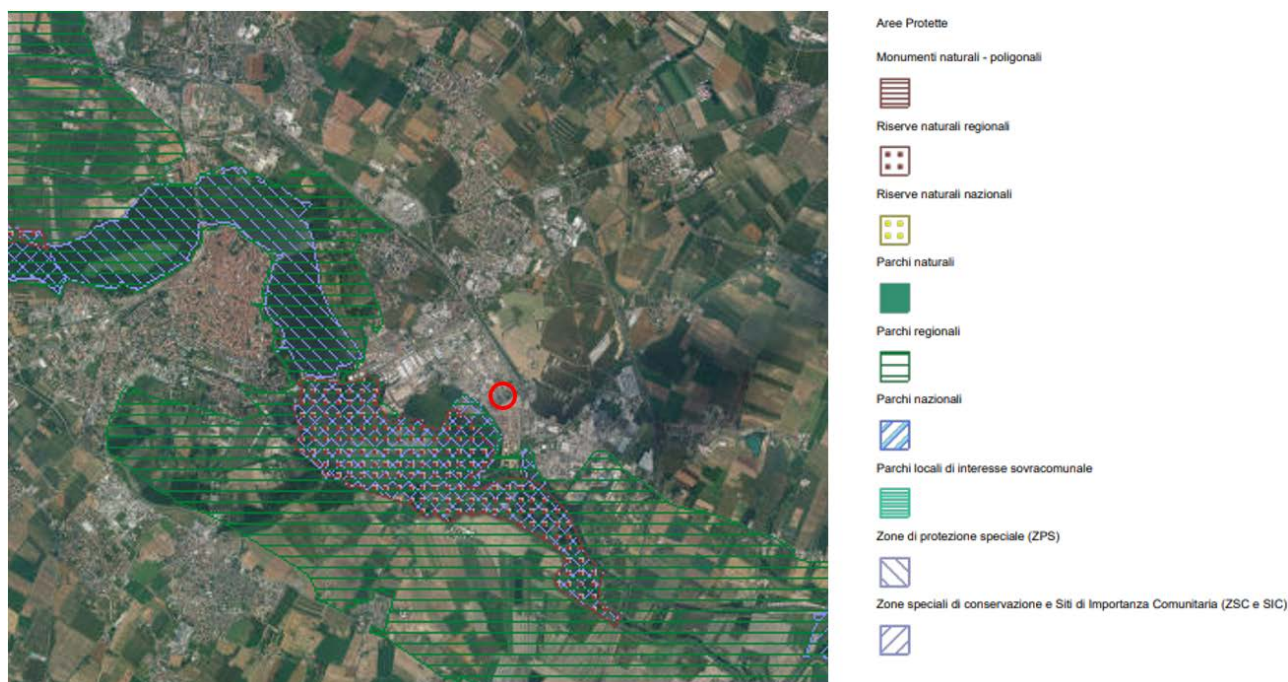 Aree Protette
Monumenti naturali - poligonali
Riserve naturali regionali
Riserve naturali nazionali
Parchi naturali
Parchi regionali
Parchi nazionali
Parchi locali di interesse sovracomunale
Zone di protezione speciale (ZPS)
Zone speciali di conservazione e Siti di Importanza Comunitaria (ZSC e SIC)